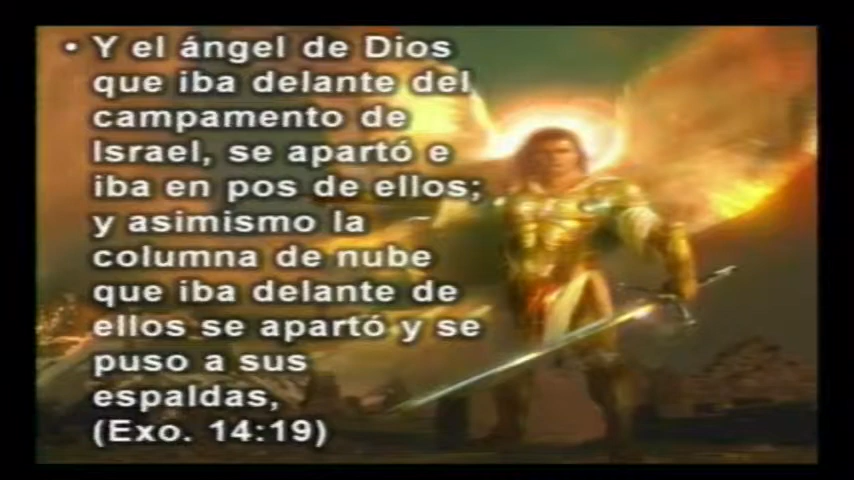 • Y el ángel de Dios
que iba delante del
campamento de
Israel, se apartó e
iba en pos de ellos;
y asimismo la
columna de nube
que iba delante de
ellos se apartó y se
puso a sus
espaldas,
(Exo. 14:19)